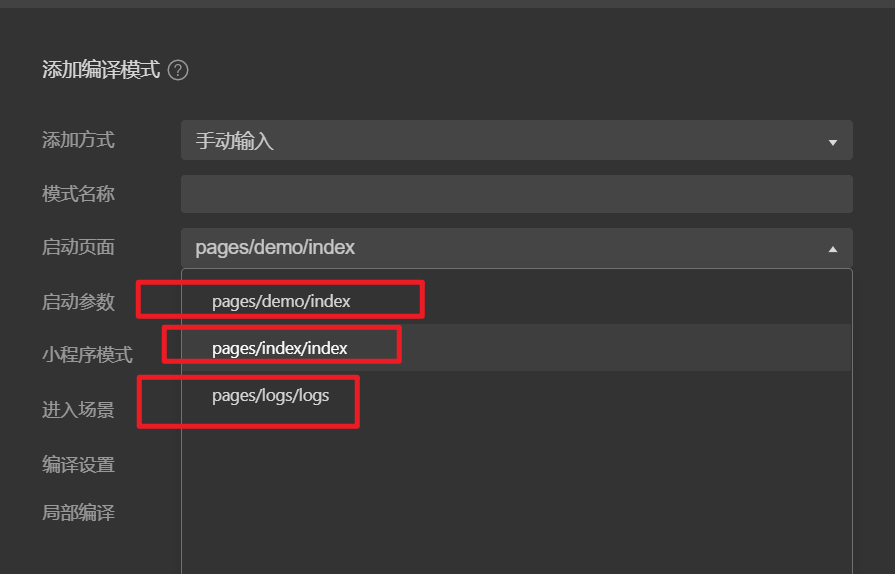 添加编译模式 ?
添加方式 手动输入
模式名称
启动页面 pages/demo/index
启动参数 pages/demo/index
小程序模式 pages/index/index
进入场景 pages/logs/logs
编译设置
局部编译